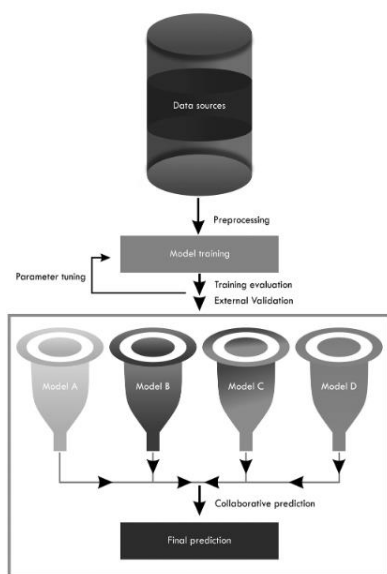 Data sources
Preprocessing
Model training
Parameter tuning
Training evaluation
External Validation
Model A
Model B
Model C
Model D
Collaborative prediction
Final prediction